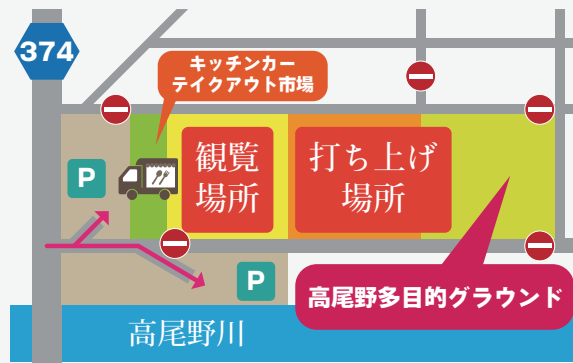 374
キッチンカー
テイクアウト市場
P
観覧
場所
打ち上げ
場所
P
高尾野多目的グラウンド
高尾野川